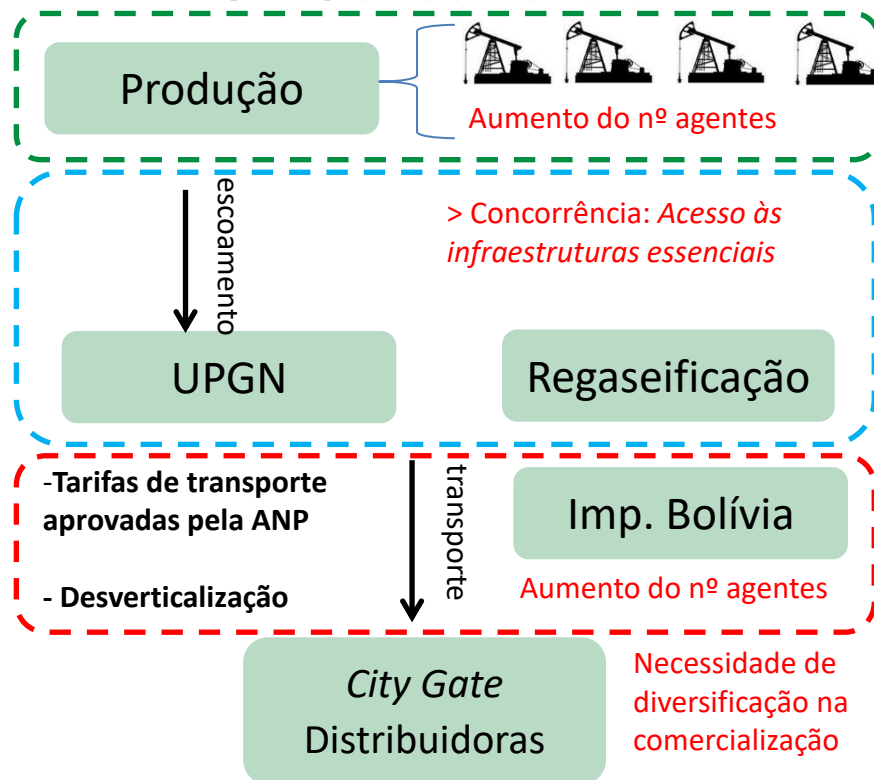 Produção
Aumento do nº agentes
escoamento
> Concorrência: Acesso às
infraestruturas essenciais
UPGN
Regaseificação
-Tarifas de transporte
aprovadas pela ANP
- Desverticalização
transporte
Imp. Bolívia
Aumento do nº agentes
City Gate
Distribuidoras
Necessidade de
diversificação na
comercialização